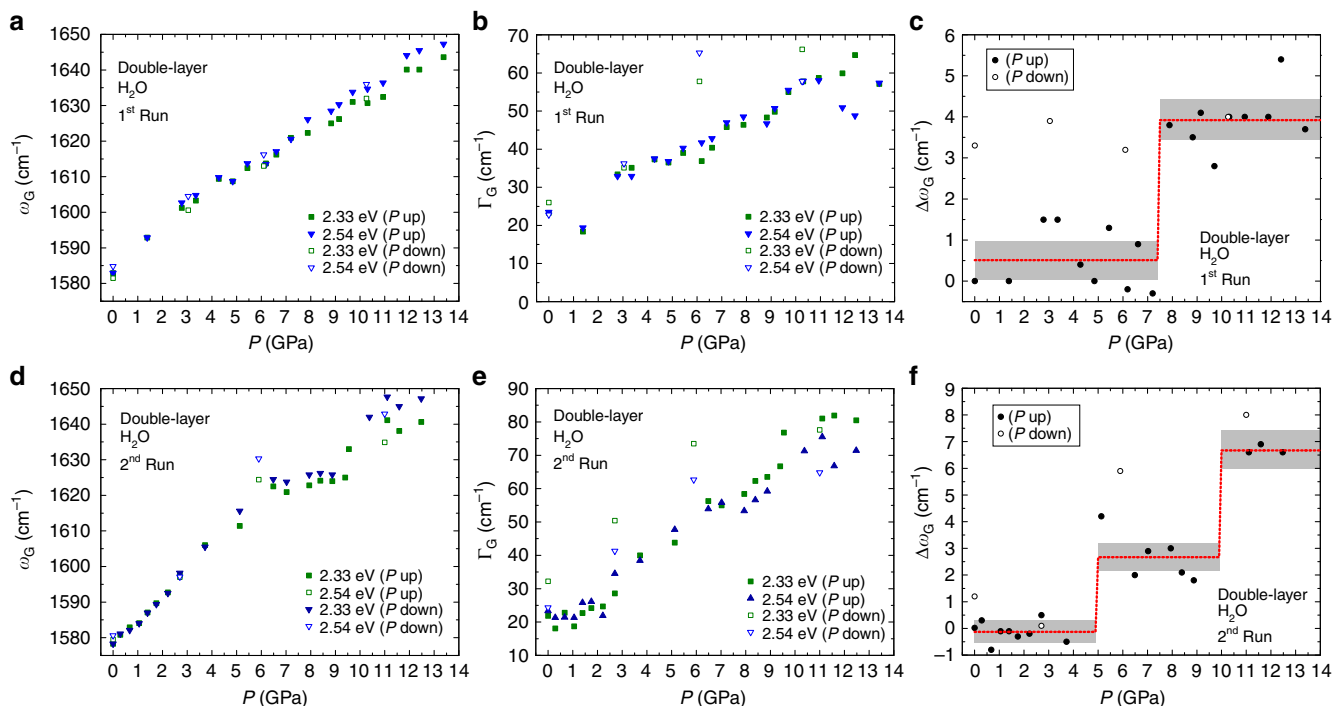 a
1650
1640
1630
1620
1610
1600
1590
1580
ωG (cm⁻¹)
Double-layer
H₂O
1ˢᵗ Run
2.33 eV (P up)
2.54 eV (P up)
2.33 eV (P down)
2.54 eV (P down)
0 1 2 3 4 5 6 7 8 9 10 11 12 13 14
P (GPa)
b
70
60
50
40
30
20
10
0
ΓG (cm⁻¹)
Double-layer
H₂O
1ˢᵗ Run
2.33 eV (P up)
2.54 eV (P up)
2.33 eV (P down)
2.54 eV (P down)
0 1 2 3 4 5 6 7 8 9 10 11 12 13 14
P (GPa)
c
6
5
4
3
2
1
0
ΔωG (cm⁻¹)
(P up)
(P down)
Double-layer
H₂O
1ˢᵗ Run
0 1 2 3 4 5 6 7 8 9 10 11 12 13 14
P (GPa)
d
1650
1640
1630
1620
1610
1600
1590
1580
ωG (cm⁻¹)
Double-layer
H₂O
2ⁿᵈ Run
2.33 eV (P up)
2.54 eV (P up)
2.33 eV (P down)
2.54 eV (P down)
0 1 2 3 4 5 6 7 8 9 10 11 12 13 14
P (GPa)
e
90
80
70
60
50
40
30
20
10
ΓG (cm⁻¹)
Double-layer
H₂O
2ⁿᵈ Run
2.33 eV (P up)
2.54 eV (P up)
2.33 eV (P down)
2.54 eV (P down)
0 1 2 3 4 5 6 7 8 9 10 11 12 13 14
P (GPa)
f
9
8
7
6
5
4
3
2
1
0
−1
ΔωG (cm⁻¹)
(P up)
(P down)
Double-layer
H₂O
2ⁿᵈ Run
0 1 2 3 4 5 6 7 8 9 10 11 12 13 14
P (GPa)